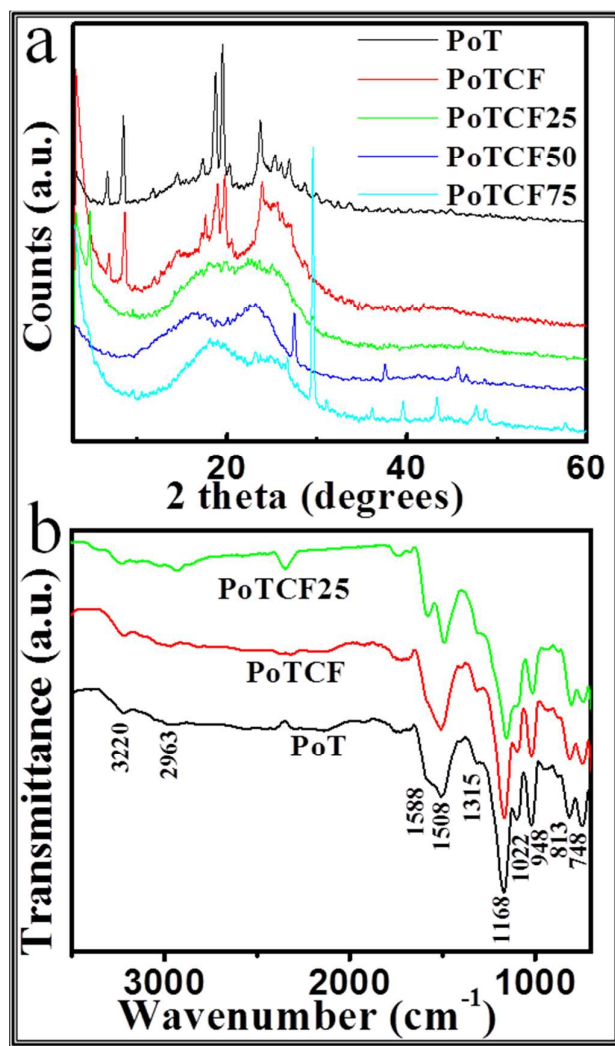 a
PoT
PoTCF
PoTCF25
PoTCF50
PoTCF75
Counts (a.u.)
20 40 60
2 theta (degrees)
b
PoTCF25
PoTCF
PoT
3220
2963
1588
1508
1315
1168
1022
948
813
748
Transmittance (a.u.)
3000 2000 1000
Wavenumber (cm⁻¹)